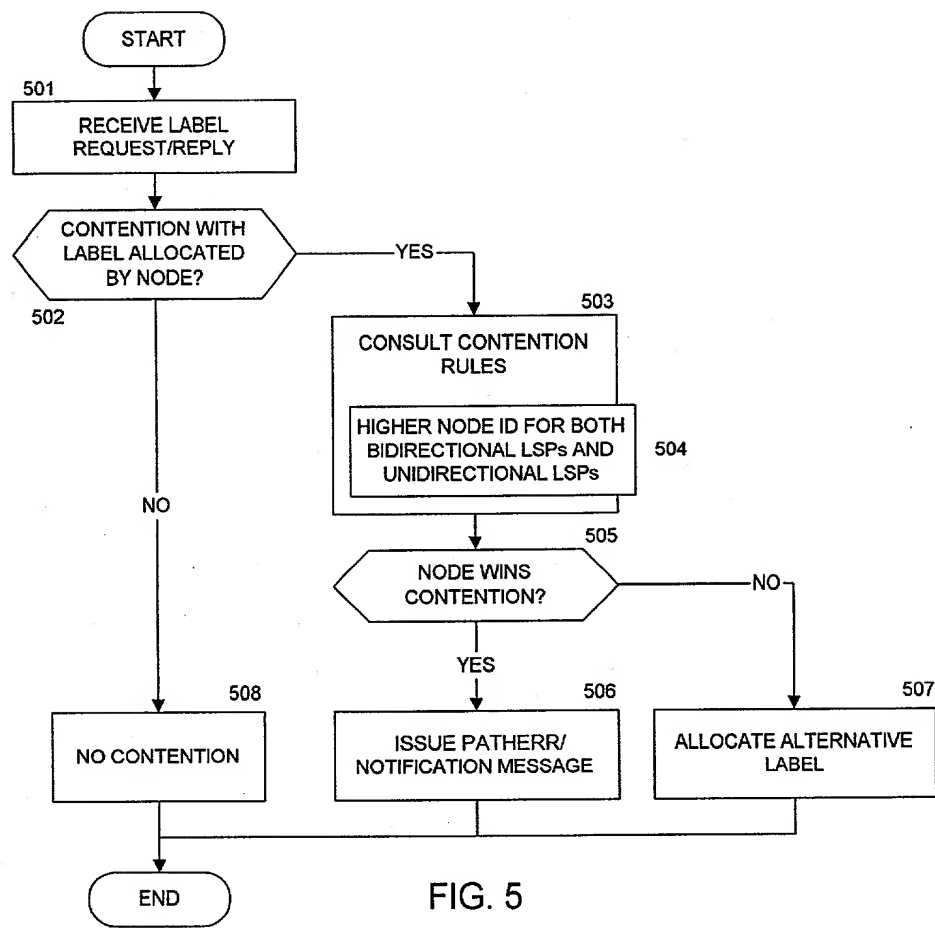 START
501
RECEIVE LABEL
REQUEST/REPLY
CONTENTION WITH
LABEL ALLOCATED
BY NODE?
502
YES
503
CONSULT CONTENTION
RULES
HIGHER NODE ID FOR BOTH
BIDIRECTIONAL LSPs AND
UNIDIRECTIONAL LSPs
504
NO
505
NODE WINS
CONTENTION?
NO
YES
508
NO CONTENTION
506
ISSUE PATHERR/
NOTIFICATION MESSAGE
507
ALLOCATE ALTERNATIVE
LABEL
END
FIG. 5